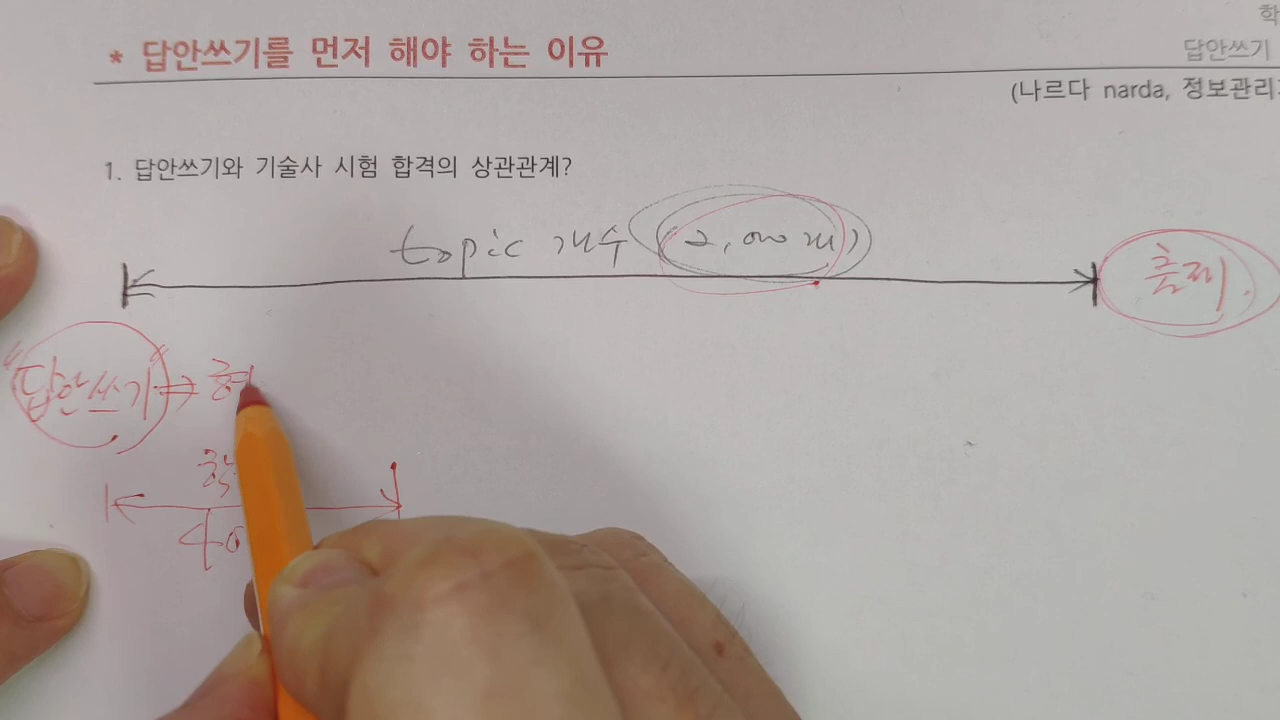 학
* 답안쓰기를 먼저 해야 하는 이유
답안쓰기
(나르다 narda, 정보관리
1. 답안쓰기와 기술사 시험 합격의 상관관계?
topic 개수 (2,000개)
출제.
"답안쓰기" → 형
학
40